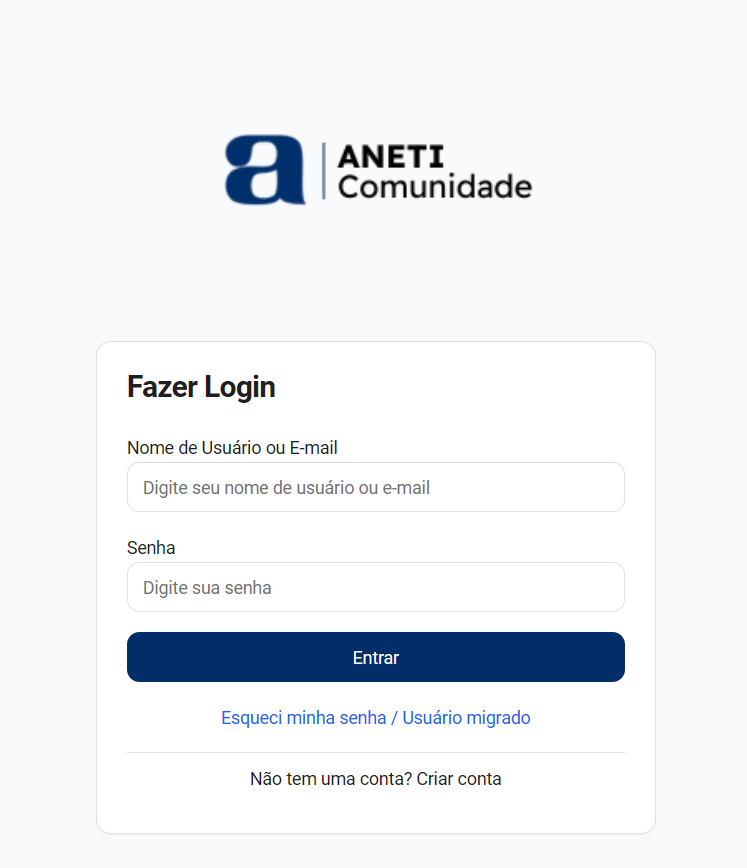 a
ANETI
Comunidade
Fazer Login
Nome de Usuário ou E-mail
Digite seu nome de usuário ou e-mail
Senha
Digite sua senha
Entrar
Esqueci minha senha / Usuário migrado
Não tem uma conta? Criar conta